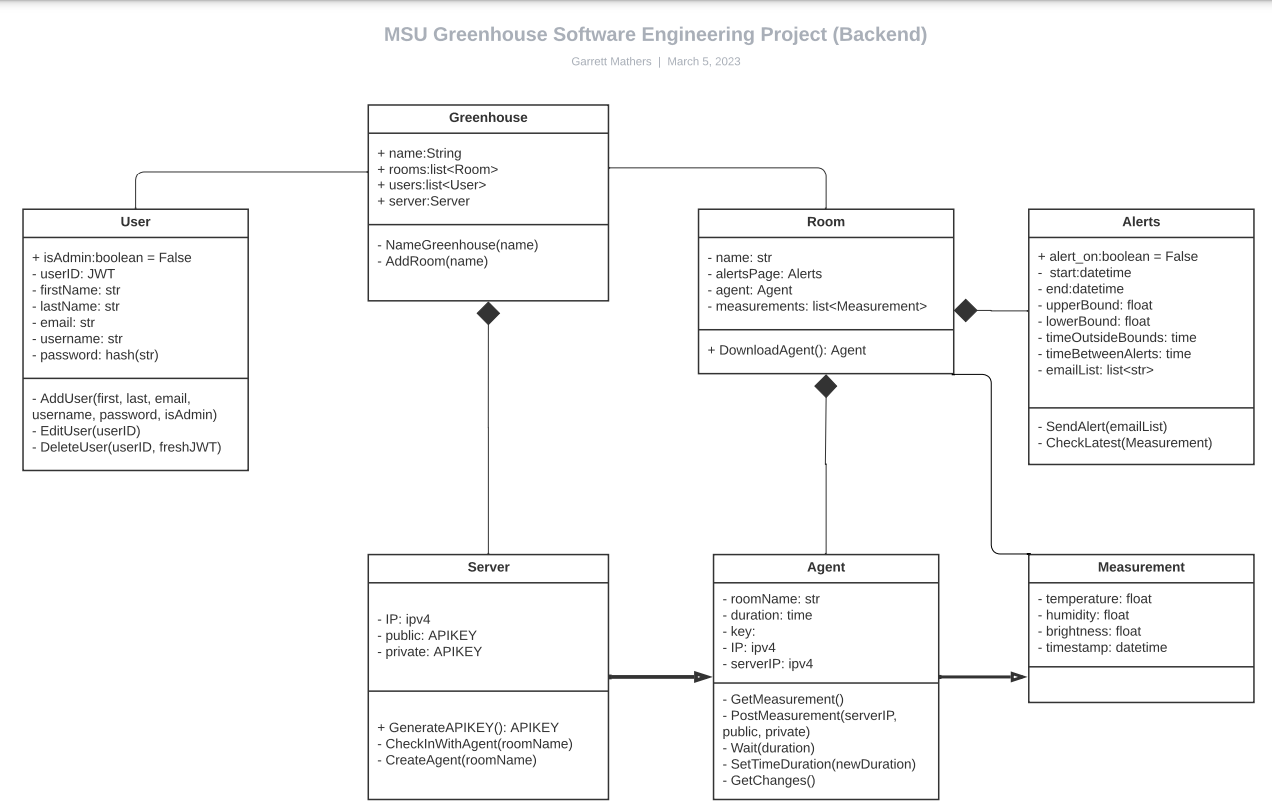 MSU Greenhouse Software Engineering Project (Backend)
Garrett Mathers | March 5, 2023
Greenhouse
+ name:String
+ rooms:list<Room>
+ users:list<User>
+ server:Server
- NameGreenhouse(name)
- AddRoom(name)
User
+ isAdmin:boolean = False
- userID: JWT
- firstName: str
- lastName: str
- email: str
- username: str
- password: hash(str)
- AddUser(first, last, email,
username, password, isAdmin)
- EditUser(userID)
- DeleteUser(userID, freshJWT)
Room
- name: str
- alertsPage: Alerts
- agent: Agent
- measurements: list<Measurement>
+ DownloadAgent(): Agent
Alerts
+ alert_on:boolean = False
-  start:datetime
- end:datetime
- upperBound: float
- lowerBound: float
- timeOutsideBounds: time
- timeBetweenAlerts: time
- emailList: list<str>
- SendAlert(emailList)
- CheckLatest(Measurement)
Server
- IP: ipv4
- public: APIKEY
- private: APIKEY
+ GenerateAPIKEY(): APIKEY
- CheckInWithAgent(roomName)
- CreateAgent(roomName)
Agent
- roomName: str
- duration: time
- key:
- IP: ipv4
- serverIP: ipv4
- GetMeasurement()
- PostMeasurement(serverIP,
public, private)
- Wait(duration)
- SetTimeDuration(newDuration)
- GetChanges()
Measurement
- temperature: float
- humidity: float
- brightness: float
- timestamp: datetime